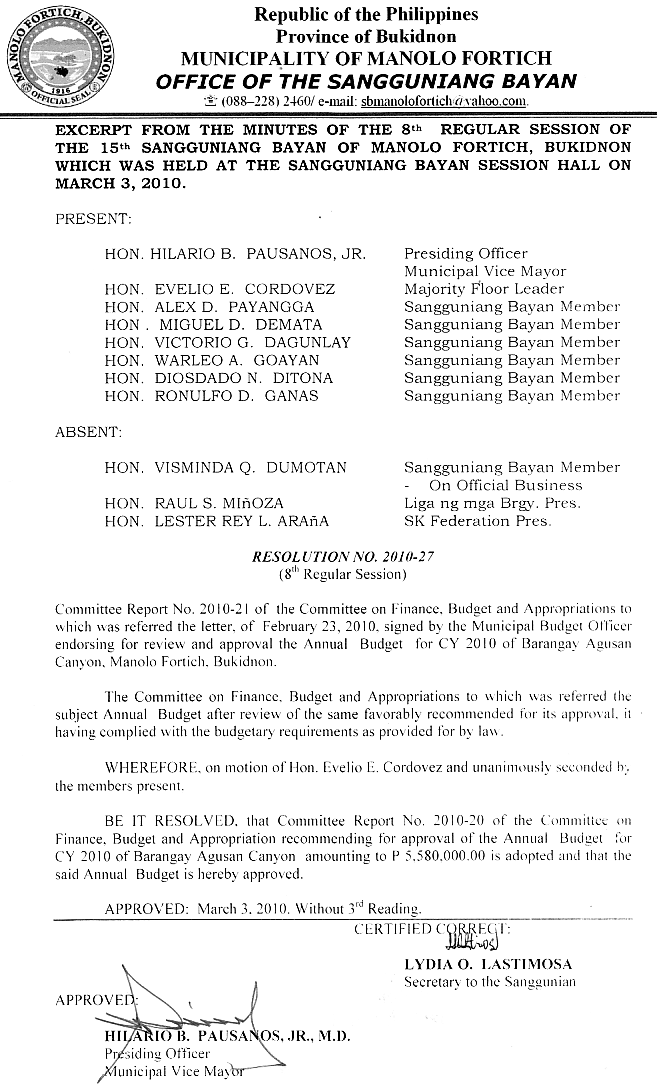 MANOLO FORTICH, BUKIDNON
1916
OFFICIAL SEAL
Republic of the Philippines
Province of Bukidnon
MUNICIPALITY OF MANOLO FORTICH
OFFICE OF THE SANGGUNIANG BAYAN
☏ (088-228) 2460/ e-mail: sbmanolofortich@yahoo.com.
EXCERPT FROM THE MINUTES OF THE 8th REGULAR SESSION OF
THE 15th SANGGUNIANG BAYAN OF MANOLO FORTICH, BUKIDNON
WHICH WAS HELD AT THE SANGGUNIANG BAYAN SESSION HALL ON
MARCH 3, 2010.
PRESENT:
HON. HILARIO B. PAUSANOS, JR. Presiding Officer
Municipal Vice Mayor
HON. EVELIO E. CORDOVEZ Majority Floor Leader
HON. ALEX D. PAYANGGA Sangguniang Bayan Member
HON . MIGUEL D. DEMATA Sangguniang Bayan Member
HON. VICTORIO G. DAGUNLAY Sangguniang Bayan Member
HON. WARLEO A. GOAYAN Sangguniang Bayan Member
HON. DIOSDADO N. DITONA Sangguniang Bayan Member
HON. RONULFO D. GANAS Sangguniang Bayan Member
ABSENT:
HON. VISMINDA Q. DUMOTAN Sangguniang Bayan Member
- On Official Business
HON. RAUL S. MIñOZA Liga ng mga Brgy. Pres.
HON. LESTER REY L. ARAñA SK Federation Pres.
RESOLUTION NO. 2010-27
(8th Regular Session)
Committee Report No. 2010-21 of the Committee on Finance, Budget and Appropriations to
which was referred the letter, of February 23, 2010, signed by the Municipal Budget Officer
endorsing for review and approval the Annual Budget for CY 2010 of Barangay Agusan
Canyon, Manolo Fortich, Bukidnon.
The Committee on Finance, Budget and Appropriations to which was referred the
subject Annual Budget after review of the same favorably recommended for its approval, it
having complied with the budgetary requirements as provided for by law.
WHEREFORE, on motion of Hon. Evelio E. Cordovez and unanimously seconded by
the members present.
BE IT RESOLVED, that Committee Report No. 2010-20 of the Committee on
Finance, Budget and Appropriation recommending for approval of the Annual Budget for
CY 2010 of Barangay Agusan Canyon amounting to P 5,580,000.00 is adopted and that the
said Annual Budget is hereby approved.
APPROVED: March 3, 2010. Without 3rd Reading.
CERTIFIED CORRECT:
LYDIA O. LASTIMOSA
Secretary to the Sanggunian
APPROVED:
HILARIO B. PAUSANOS, JR., M.D.
Presiding Officer
Municipal Vice Mayor